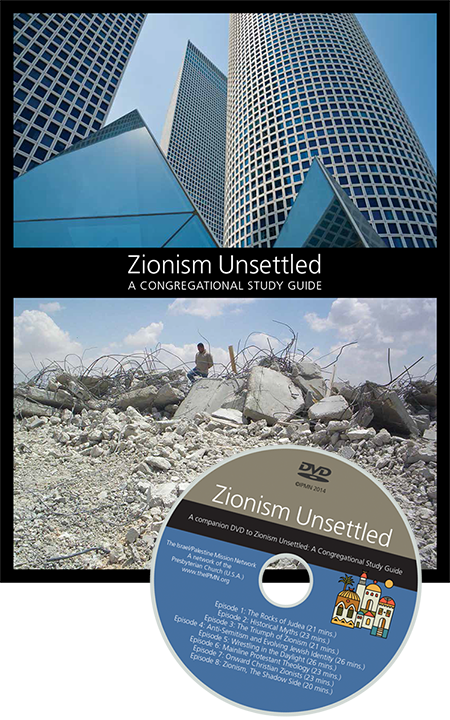 Zionism Unsettled
A CONGREGATIONAL STUDY GUIDE
DVD
©IPMN 2014
Zionism Unsettled
A companion DVD to Zionism Unsettled: A Congregational Study Guide
The Israel/Palestine Mission Network
A network of the
Presbyterian Church (U.S.A.)
www.theIPMN.org
Episode 1: The Rocks of Judea (21 mins.)
Episode 2: Historical Myths (23 mins.)
Episode 3: The Triumph of Zionism (21 mins.)
Episode 4: Anti-Semitism and Evolving Jewish Identity (26 mins.)
Episode 5: Wrestling in the Daylight (26 mins.)
Episode 6: Mainline Protestant Theology (23 mins.)
Episode 7: Onward Christian Zionists (23 mins.)
Episode 8: Zionism, The Shadow Side (20 mins.)